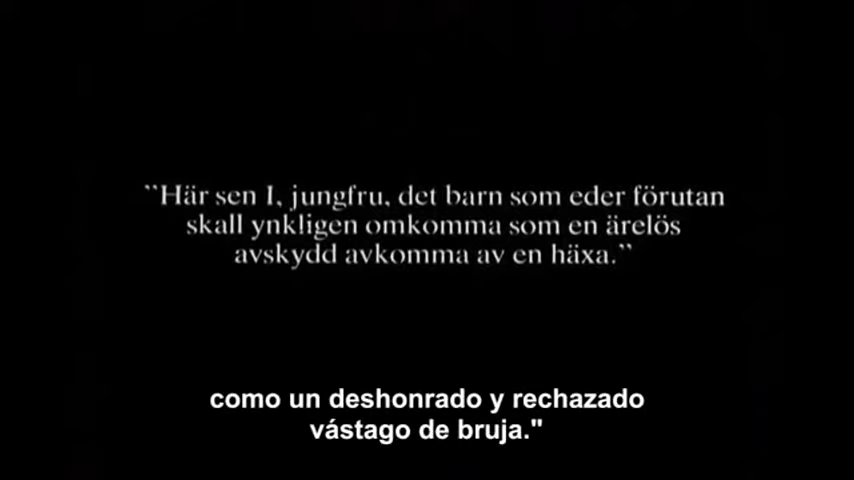 ”Här sen I, jungfru, det barn som eder förutan
skall ynkligen omkomma som en ärelös
avskydd avkomma av en häxa.”
como un deshonrado y rechazado
vástago de bruja."